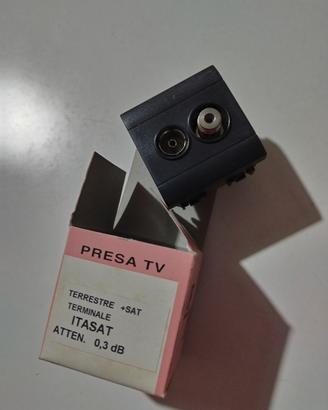 PRESA TV
TERRESTRE +SAT
TERMINALE
ITASAT
ATTEN. 0,3 dB